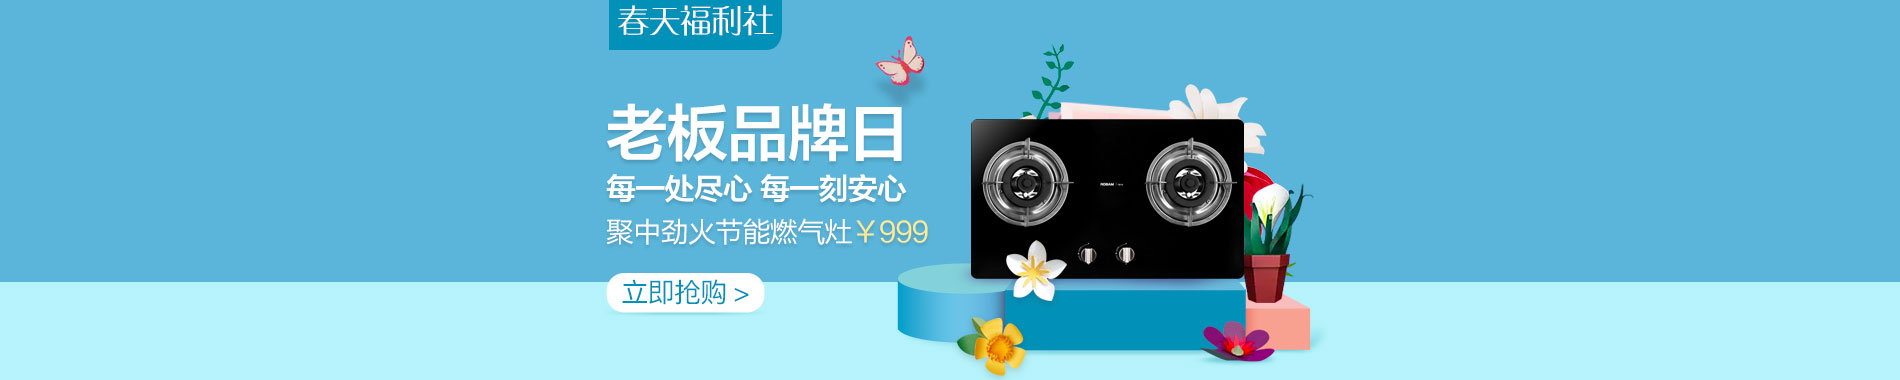 春天福利社
老板品牌日
每一处尽心 每一刻安心
聚中劲火节能燃气灶￥999
立即抢购 >
ROBAM